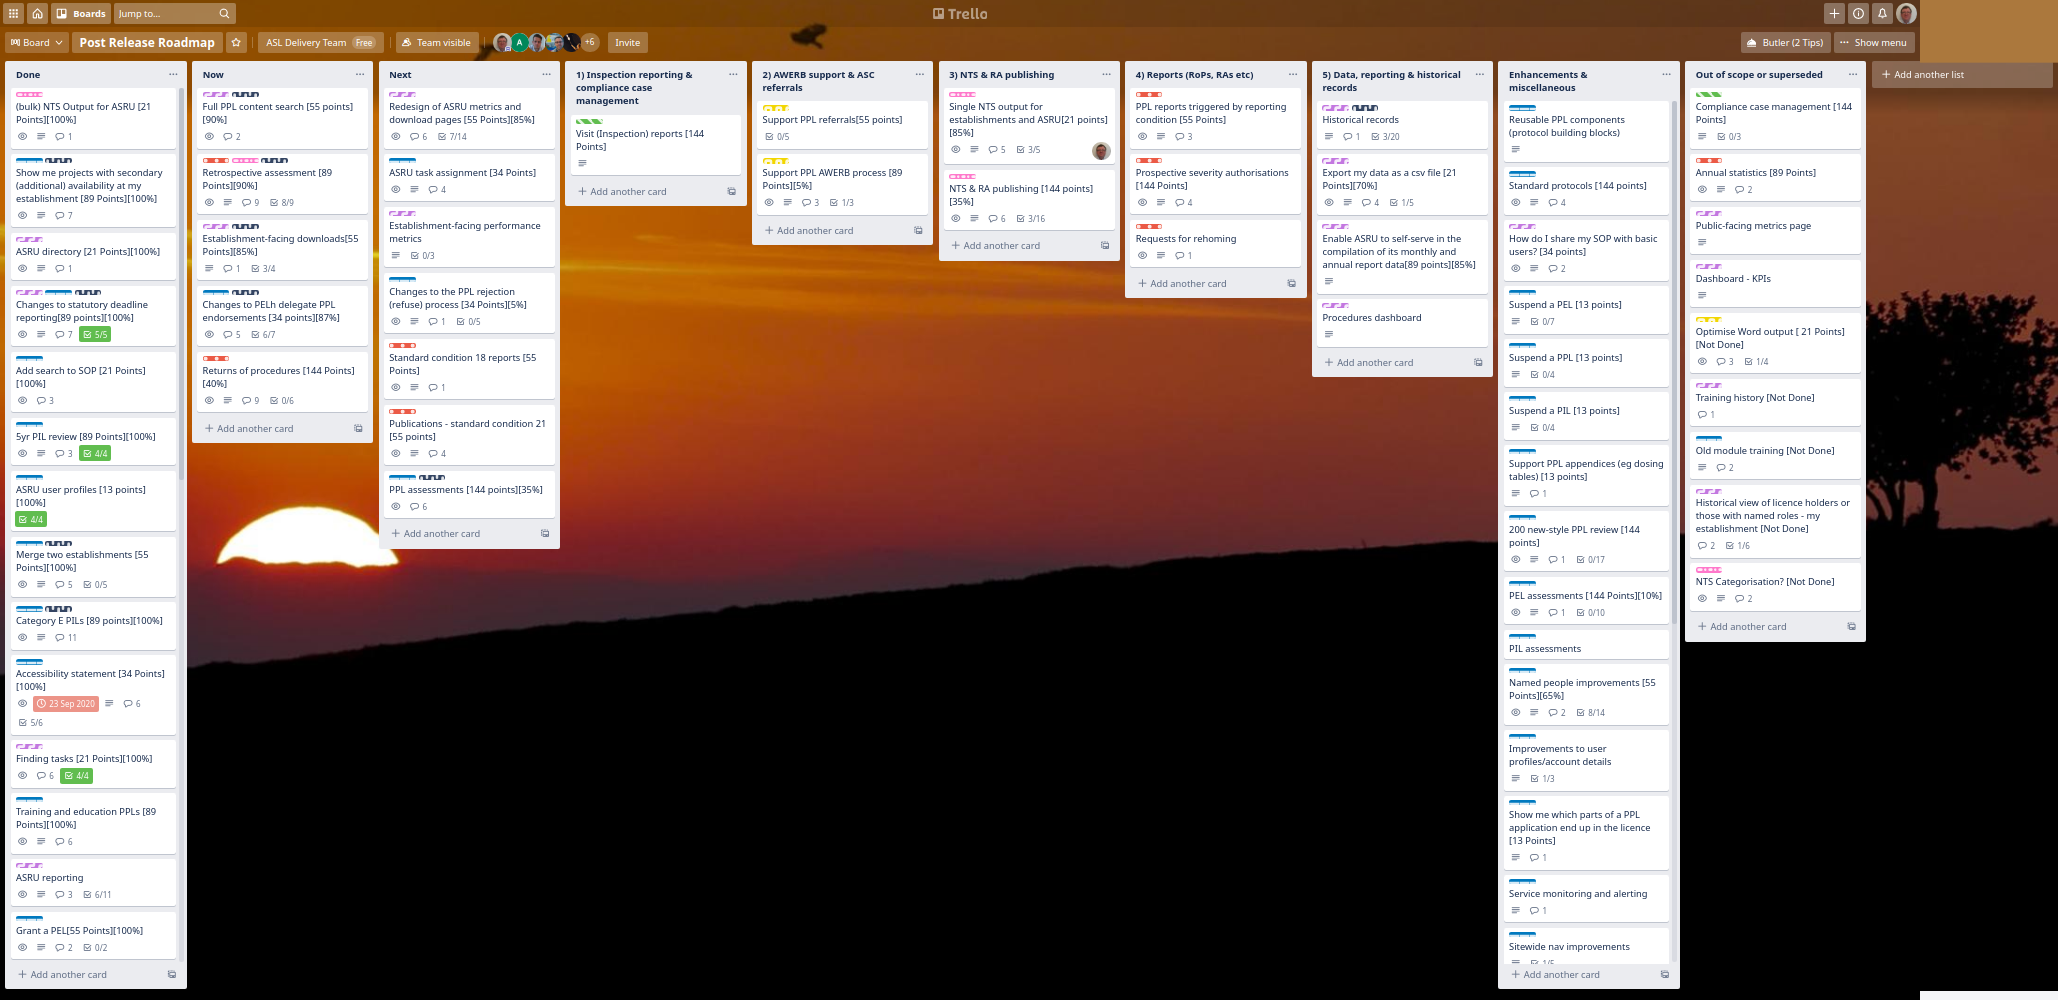 Boards
Jump to...
Trello
Board
Post Release Roadmap
ASL Delivery Team
Free
Team visible
A
+6
Invite
Butler (2 Tips)
Show menu
Done
(bulk) NTS Output for ASRU [21
Points][100%]
1
Show me projects with secondary
(additional) availability at my
establishment [89 Points][100%]
7
ASRU directory [21 Points][100%]
1
Changes to statutory deadline
reporting[89 points][100%]
7 5/5
Add search to SOP [21 Points]
[100%]
3
5yr PIL review [89 Points][100%]
3 4/4
ASRU user profiles [13 points]
[100%]
4/4
Merge two establishments [55
Points][100%]
5 0/5
Category E PILs [89 points][100%]
11
Accessibility statement [34 Points]
[100%]
23 Sep 2020 6
5/6
Finding tasks [21 Points][100%]
6 4/4
Training and education PPLs [89
Points][100%]
6
ASRU reporting
3 6/11
Grant a PEL[55 Points][100%]
2 0/2
Add another card
Now
Full PPL content search [55 points]
[90%]
2
Retrospective assessment [89
Points][90%]
9 8/9
Establishment-facing downloads[55
Points][85%]
1 3/4
Changes to PELh delegate PPL
endorsements [34 points][87%]
5 6/7
Returns of procedures [144 Points]
[40%]
9 0/6
Add another card
Next
Redesign of ASRU metrics and
download pages [55 Points][85%]
6 7/14
ASRU task assignment [34 Points]
4
Establishment-facing performance
metrics
0/3
Changes to the PPL rejection
(refuse) process [34 Points][5%]
1 0/5
Standard condition 18 reports [55
Points]
1
Publications - standard condition 21
[55 points]
4
PPL assessments [144 points][35%]
6
Add another card
1) Inspection reporting &
compliance case
management
Visit (Inspection) reports [144
Points]
Add another card
2) AWERB support & ASC
referrals
Support PPL referrals[55 points]
0/5
Support PPL AWERB process [89
Points][5%]
3 1/3
Add another card
3) NTS & RA publishing
Single NTS output for
establishments and ASRU[21 points]
[85%]
5 3/5
NTS & RA publishing [144 points]
[35%]
6 3/16
Add another card
4) Reports (RoPs, RAs etc)
PPL reports triggered by reporting
condition [55 Points]
3
Prospective severity authorisations
[144 Points]
4
Requests for rehoming
1
Add another card
5) Data, reporting & historical
records
Historical records
1 3/20
Export my data as a csv file [21
Points][70%]
4 1/5
Enable ASRU to self-serve in the
compilation of its monthly and
annual report data[89 points][85%]
Procedures dashboard
Add another card
Enhancements &
miscellaneous
Reusable PPL components
(protocol building blocks)
Standard protocols [144 points]
4
How do I share my SOP with basic
users? [34 points]
2
Suspend a PEL [13 points]
0/7
Suspend a PPL [13 points]
0/4
Suspend a PIL [13 points]
0/4
Support PPL appendices (eg dosing
tables) [13 points]
1
200 new-style PPL review [144
points]
1 0/17
PEL assessments [144 Points][10%]
1 0/10
PIL assessments
Named people improvements [55
Points][65%]
2 8/14
Improvements to user
profiles/account details
1/3
Show me which parts of a PPL
application end up in the licence
[13 Points]
1
Service monitoring and alerting
1
Sitewide nav improvements
1/5
Add another card
Out of scope or superseded
Compliance case management [144
Points]
0/3
Annual statistics [89 Points]
2
Public-facing metrics page
Dashboard - KPIs
Optimise Word output [ 21 Points]
[Not Done]
3 1/4
Training history [Not Done]
1
Old module training [Not Done]
2
Historical view of licence holders or
those with named roles - my
establishment [Not Done]
2 1/6
NTS Categorisation? [Not Done]
2
Add another card
Add another list